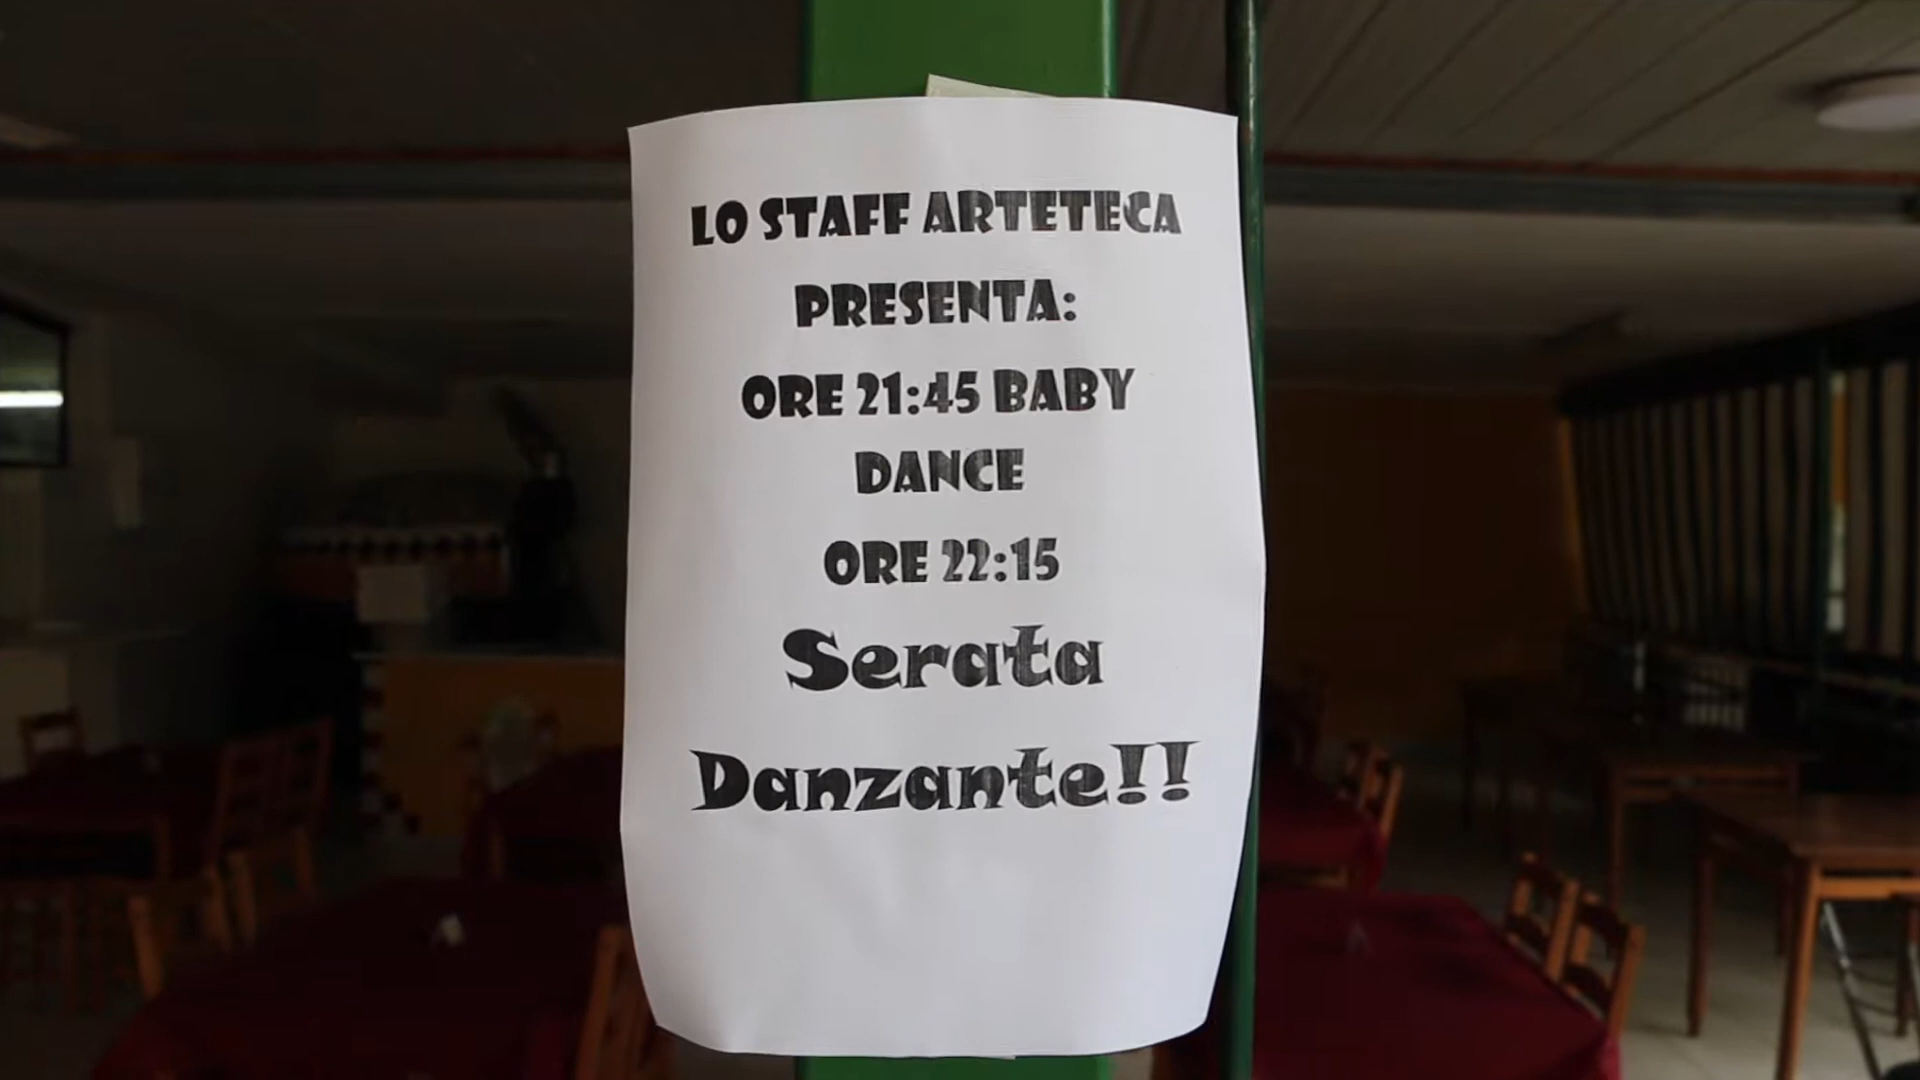 LO STAFF ARTETECA
PRESENTA:
ORE 21:45 BABY
DANCE
ORE 22:15
Serata
Danzante!!